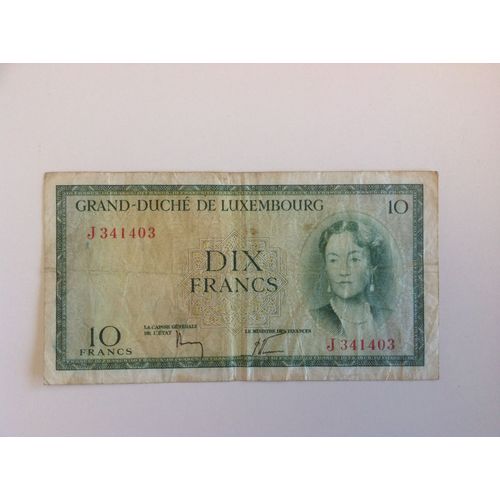 GRAND-DUCHÉ DE LUXEMBOURG 10
J 341403
DIX
FRANCS
LA CAISSE GÉNÉRALE
DE L'ÉTAT
LE MINISTRE DES FINANCES
10
FRANCS
J 341403